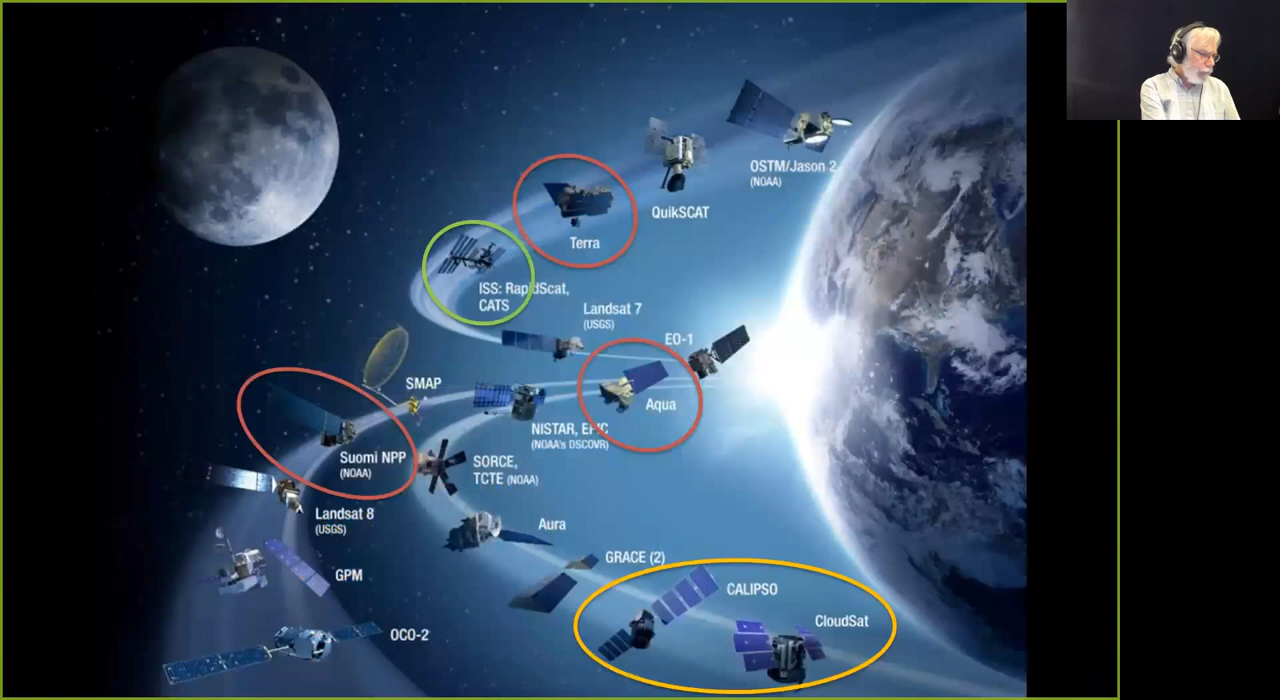 OSTM/Jason 2
(NOAA)
QuikSCAT
Terra
ISS: RapidScat,
CATS
Landsat 7
(USGS)
EO-1
SMAP
Aqua
NISTAR, EPIC
(NOAA's DSCOVR)
Suomi NPP
(NOAA)
SORCE,
TCTE (NOAA)
Landsat 8
(USGS)
Aura
GRACE (2)
GPM
CALIPSO
CloudSat
OCO-2